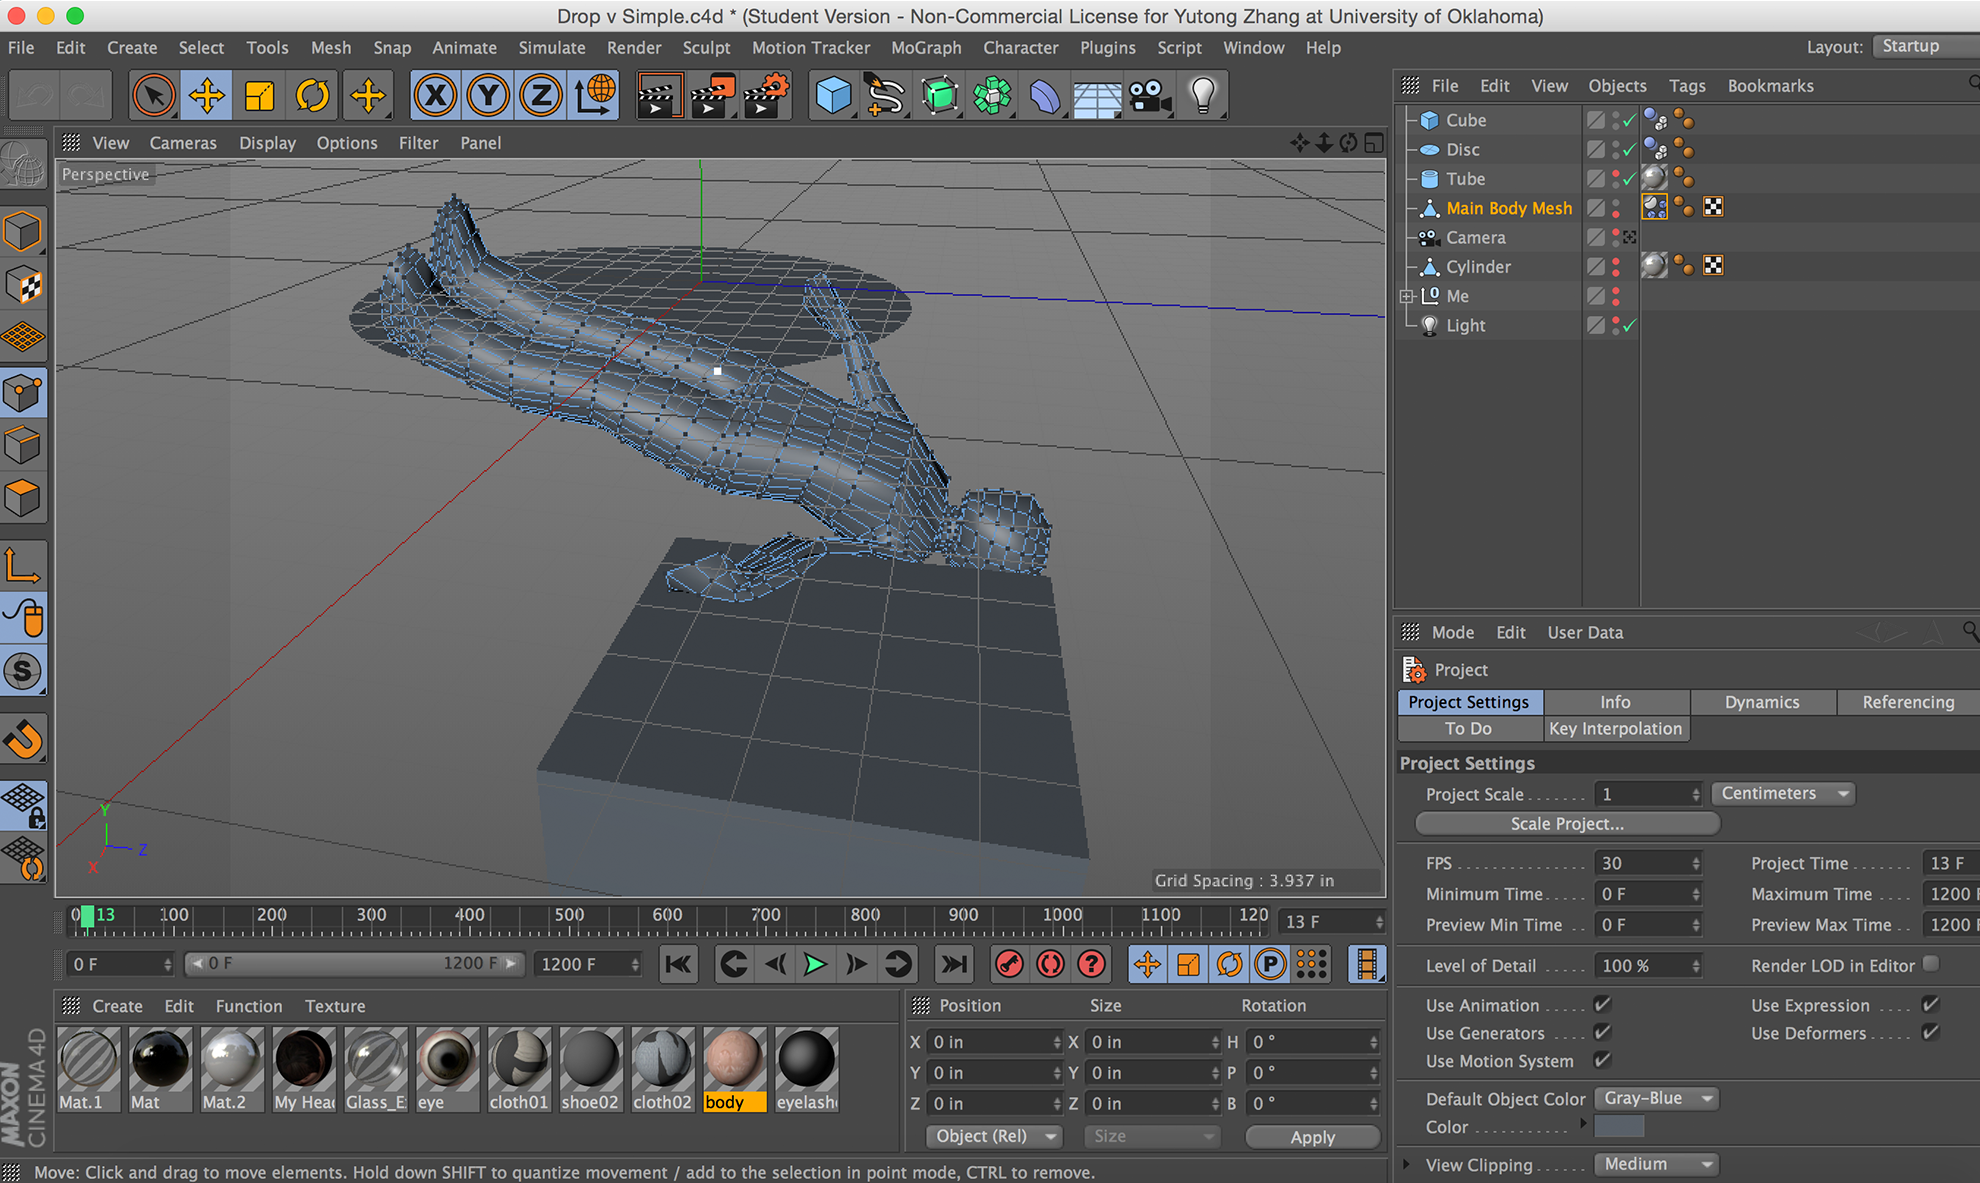 Drop v Simple.c4d * (Student Version - Non-Commercial License for Yutong Zhang at University of Oklahoma)
File Edit Create Select Tools Mesh Snap Animate Simulate Render Sculpt Motion Tracker MoGraph Character Plugins Script Window Help
Layout: Startup
X Y Z
View Cameras Display Options Filter Panel
Perspective
Y
Z
X
Grid Spacing : 3.937 in
S
0 13 100 200 300 400 500 600 700 800 900 1000 1100 120
13 F
0 F
0 F 1200 F
1200 F
?
P
Create Edit Function Texture
Mat.1 Mat Mat.2 My Head Glass_E eye cloth01 shoe02 cloth02 body eyelash
Position Size Rotation
X 0 in X 0 in H 0 °
Y 0 in Y 0 in P 0 °
Z 0 in Z 0 in B 0 °
Object (Rel) Size Apply
MAXON
CINEMA 4D
Move: Click and drag to move elements. Hold down SHIFT to quantize movement / add to the selection in point mode, CTRL to remove.
File Edit View Objects Tags Bookmarks
Cube
Disc
Tube
Main Body Mesh
Camera
Cylinder
0 Me
Light
Mode Edit User Data
Project
Project Settings Info Dynamics Referencing
To Do Key Interpolation
Project Settings
Project Scale . . . . . . . 1 Centimeters
Scale Project...
FPS . . . . . . . . . . . . . . . 30 Project Time . . . . . . . 13 F
Minimum Time. . . . . 0 F Maximum Time . . . . 1200 F
Preview Min Time . . 0 F Preview Max Time . . 1200 F
Level of Detail . . . . . 100 % Render LOD in Editor
Use Animation . . . . . Use Expression . . . .
Use Generators . . . . Use Deformers . . . . .
Use Motion System
Default Object Color Gray-Blue
Color . . . . . . . . . . . .
View Clipping . . . . . . Medium